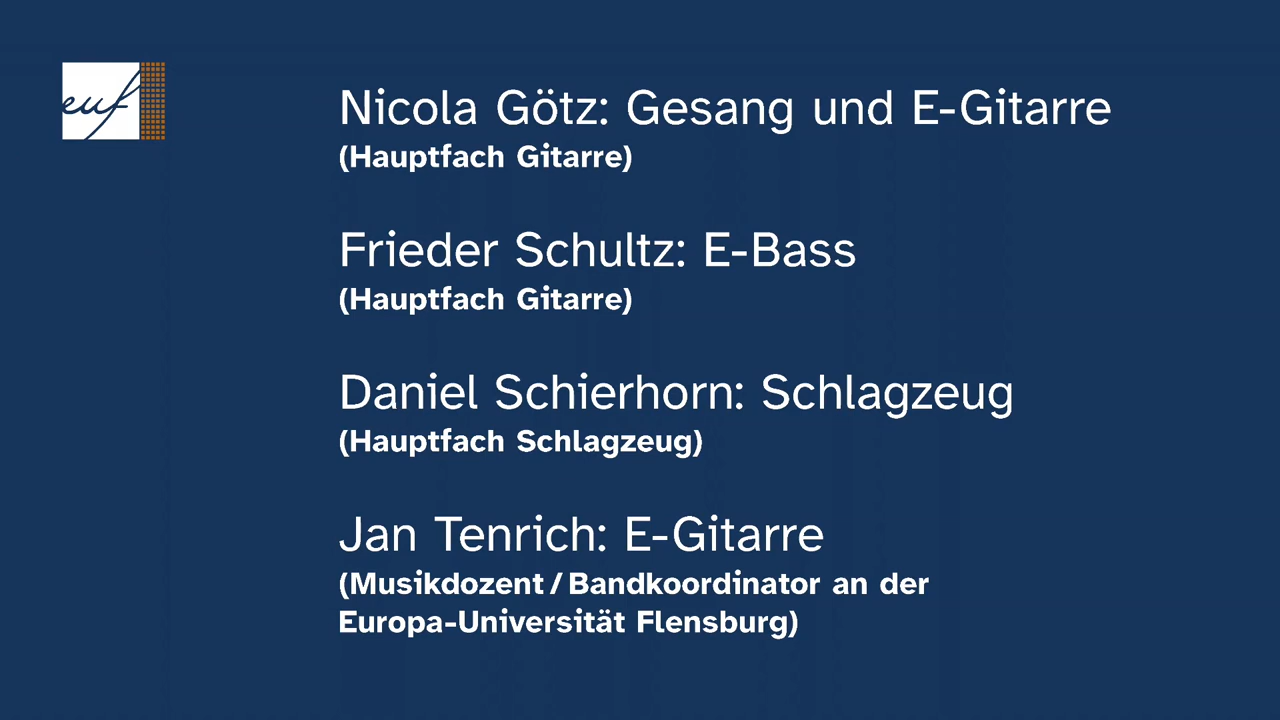 euf
Nicola Götz: Gesang und E-Gitarre
(Hauptfach Gitarre)
Frieder Schultz: E-Bass
(Hauptfach Gitarre)
Daniel Schierhorn: Schlagzeug
(Hauptfach Schlagzeug)
Jan Tenrich: E-Gitarre
(Musikdozent / Bandkoordinator an der
Europa-Universität Flensburg)